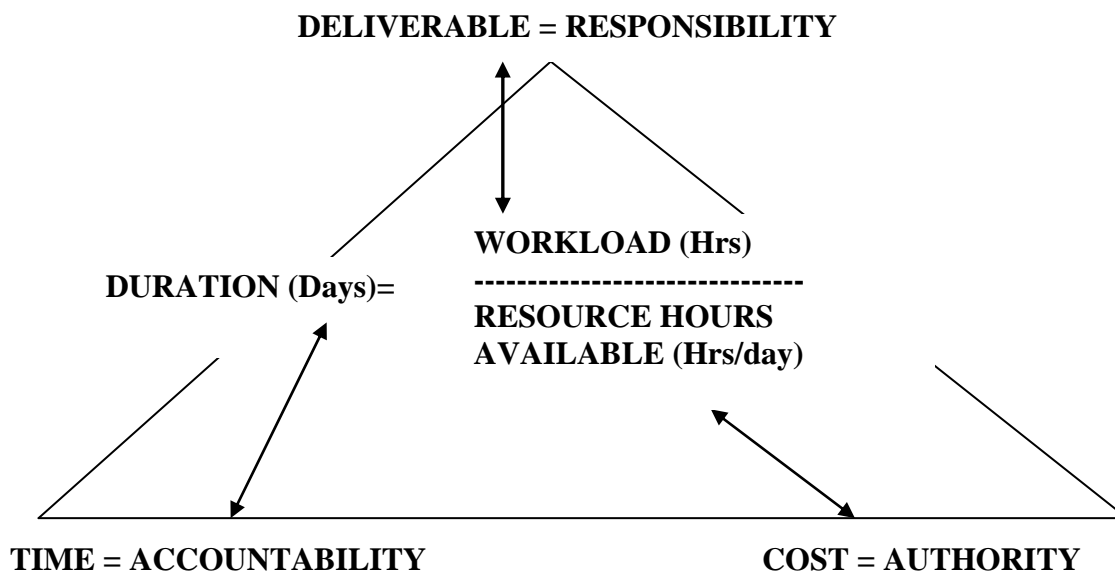 DELIVERABLE = RESPONSIBILITY
WORKLOAD (Hrs)
DURATION (Days)=
-------------------------------
RESOURCE HOURS
AVAILABLE (Hrs/day)
TIME = ACCOUNTABILITY
COST = AUTHORITY